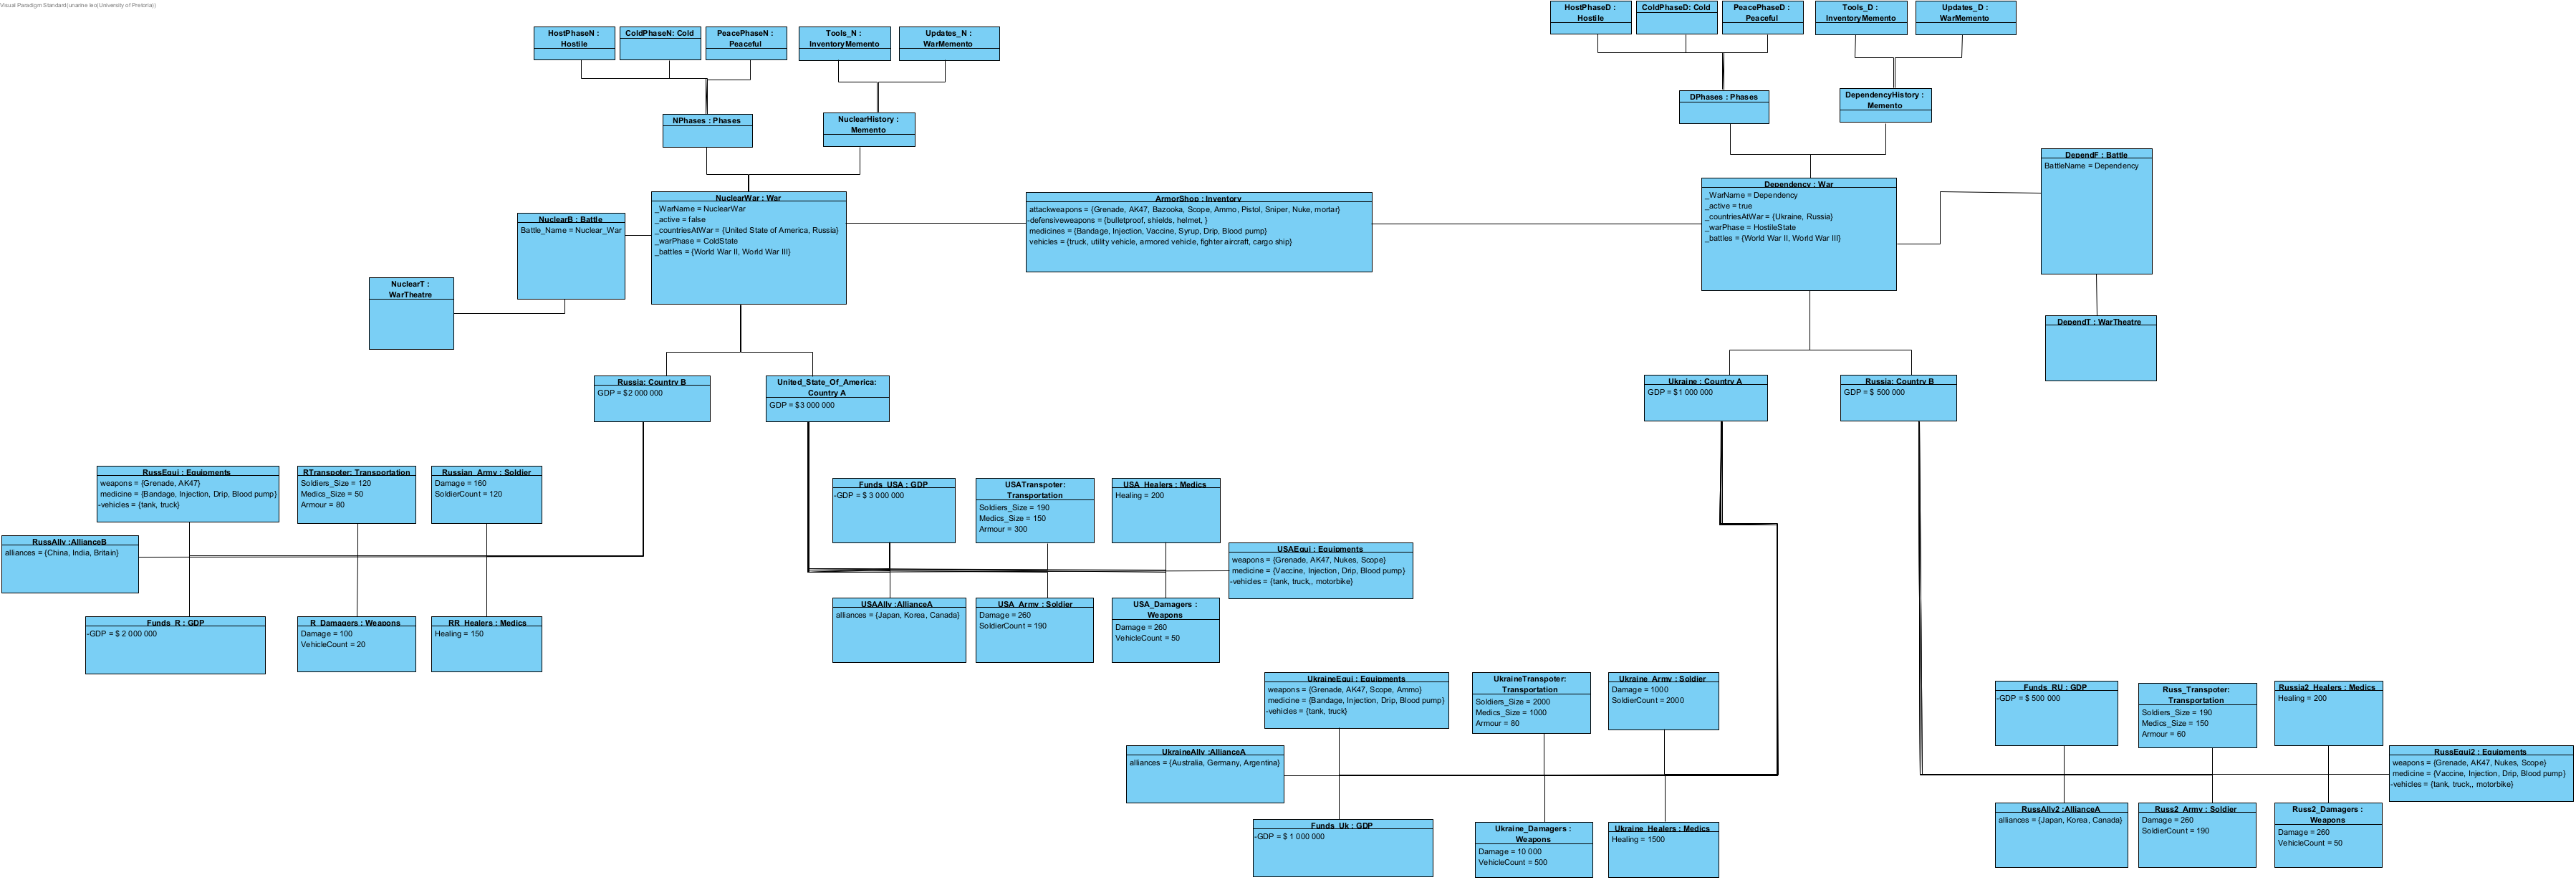 Visual Paradigm Standard(unarine leo(University of Pretoria))
HostPhaseN :
Hostile
ColdPhaseN: Cold
PeacePhaseN :
Peaceful
Tools_N :
InventoryMemento
Updates_N :
WarMemento
HostPhaseD :
Hostile
ColdPhaseD: Cold
PeacePhaseD :
Peaceful
Tools_D :
InventoryMemento
Updates_D :
WarMemento
NPhases : Phases
NuclearHistory :
Memento
DPhases : Phases
DependencyHistory :
Memento
NuclearWar : War
_WarName = NuclearWar
_active = false
_countriesAtWar = {United State of America, Russia}
_warPhase = ColdState
_battles = {World War II, World War III}
NuclearB : Battle
Battle_Name = Nuclear_War
NuclearT :
WarTheatre
ArmorShop : Inventory
attackweapons = {Grenade, AK47, Bazooka, Scope, Ammo, Pistol, Sniper, Nuke, mortar}
-defensiveweapons = {bulletproof, shields, helmet, }
medicines = {Bandage, Injection, Vaccine, Syrup, Drip, Blood pump}
vehicles = {truck, utility vehicle, armored vehicle, fighter aircraft, cargo ship}
Dependency : War
_WarName = Dependency
_active = true
_countriesAtWar = {Ukraine, Russia}
_warPhase = HostileState
_battles = {World War II, World War III}
DependF : Battle
BattleName = Dependency
DependT : WarTheatre
Russia: Country B
GDP = $2 000 000
United_State_Of_America:
Country A
GDP = $3 000 000
Ukraine : Country A
GDP = $1 000 000
Russia: Country B
GDP = $ 500 000
RussEqui : Equipments
weapons = {Grenade, AK47}
medicine = {Bandage, Injection, Drip, Blood pump}
-vehicles = {tank, truck}
RTranspoter: Transportation
Soldiers_Size = 120
Medics_Size = 50
Armour = 80
Russian_Army : Soldier
Damage = 160
SoldierCount = 120
RussAlly :AllianceB
alliances = {China, India, Britain}
Funds_R : GDP
-GDP = $ 2 000 000
R_Damagers : Weapons
Damage = 100
VehicleCount = 20
RR_Healers : Medics
Healing = 150
Funds_USA : GDP
-GDP = $ 3 000 000
USATranspoter:
Transportation
Soldiers_Size = 190
Medics_Size = 150
Armour = 300
USA_Healers : Medics
Healing = 200
USAEqui : Equipments
weapons = {Grenade, AK47, Nukes, Scope}
medicine = {Vaccine, Injection, Drip, Blood pump}
-vehicles = {tank, truck,, motorbike}
USAAlly :AllianceA
alliances = {Japan, Korea, Canada}
USA_Army : Soldier
Damage = 260
SoldierCount = 190
USA_Damagers :
Weapons
Damage = 260
VehicleCount = 50
UkraineEqui : Equipments
weapons = {Grenade, AK47, Scope, Ammo}
medicine = {Bandage, Injection, Drip, Blood pump}
-vehicles = {tank, truck}
UkraineTranspoter:
Transportation
Soldiers_Size = 2000
Medics_Size = 1000
Armour = 80
Ukraine_Army : Soldier
Damage = 1000
SoldierCount = 2000
UkraineAlly :AllianceA
alliances = {Australia, Germany, Argentina}
Funds_Uk : GDP
-GDP = $ 1 000 000
Ukraine_Damagers :
Weapons
Damage = 10 000
VehicleCount = 500
Ukraine_Healers : Medics
Healing = 1500
Funds_RU : GDP
-GDP = $ 500 000
Russ_Transpoter:
Transportation
Soldiers_Size = 190
Medics_Size = 150
Armour = 60
Russia2_Healers : Medics
Healing = 200
RussEqui2 : Equipments
weapons = {Grenade, AK47, Nukes, Scope}
medicine = {Vaccine, Injection, Drip, Blood pump}
-vehicles = {tank, truck,, motorbike}
RussAlly2 :AllianceA
alliances = {Japan, Korea, Canada}
Russ2_Army : Soldier
Damage = 260
SoldierCount = 190
Russ2_Damagers :
Weapons
Damage = 260
VehicleCount = 50